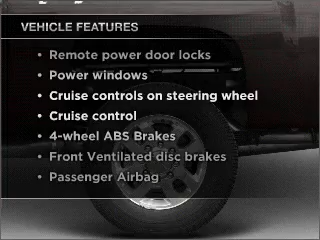 VEHICLE FEATURES
• Remote power door locks
• Power windows
• Cruise controls on steering wheel
• Cruise control
• 4-wheel ABS Brakes
• Front Ventilated disc brakes
• Passenger Airbag